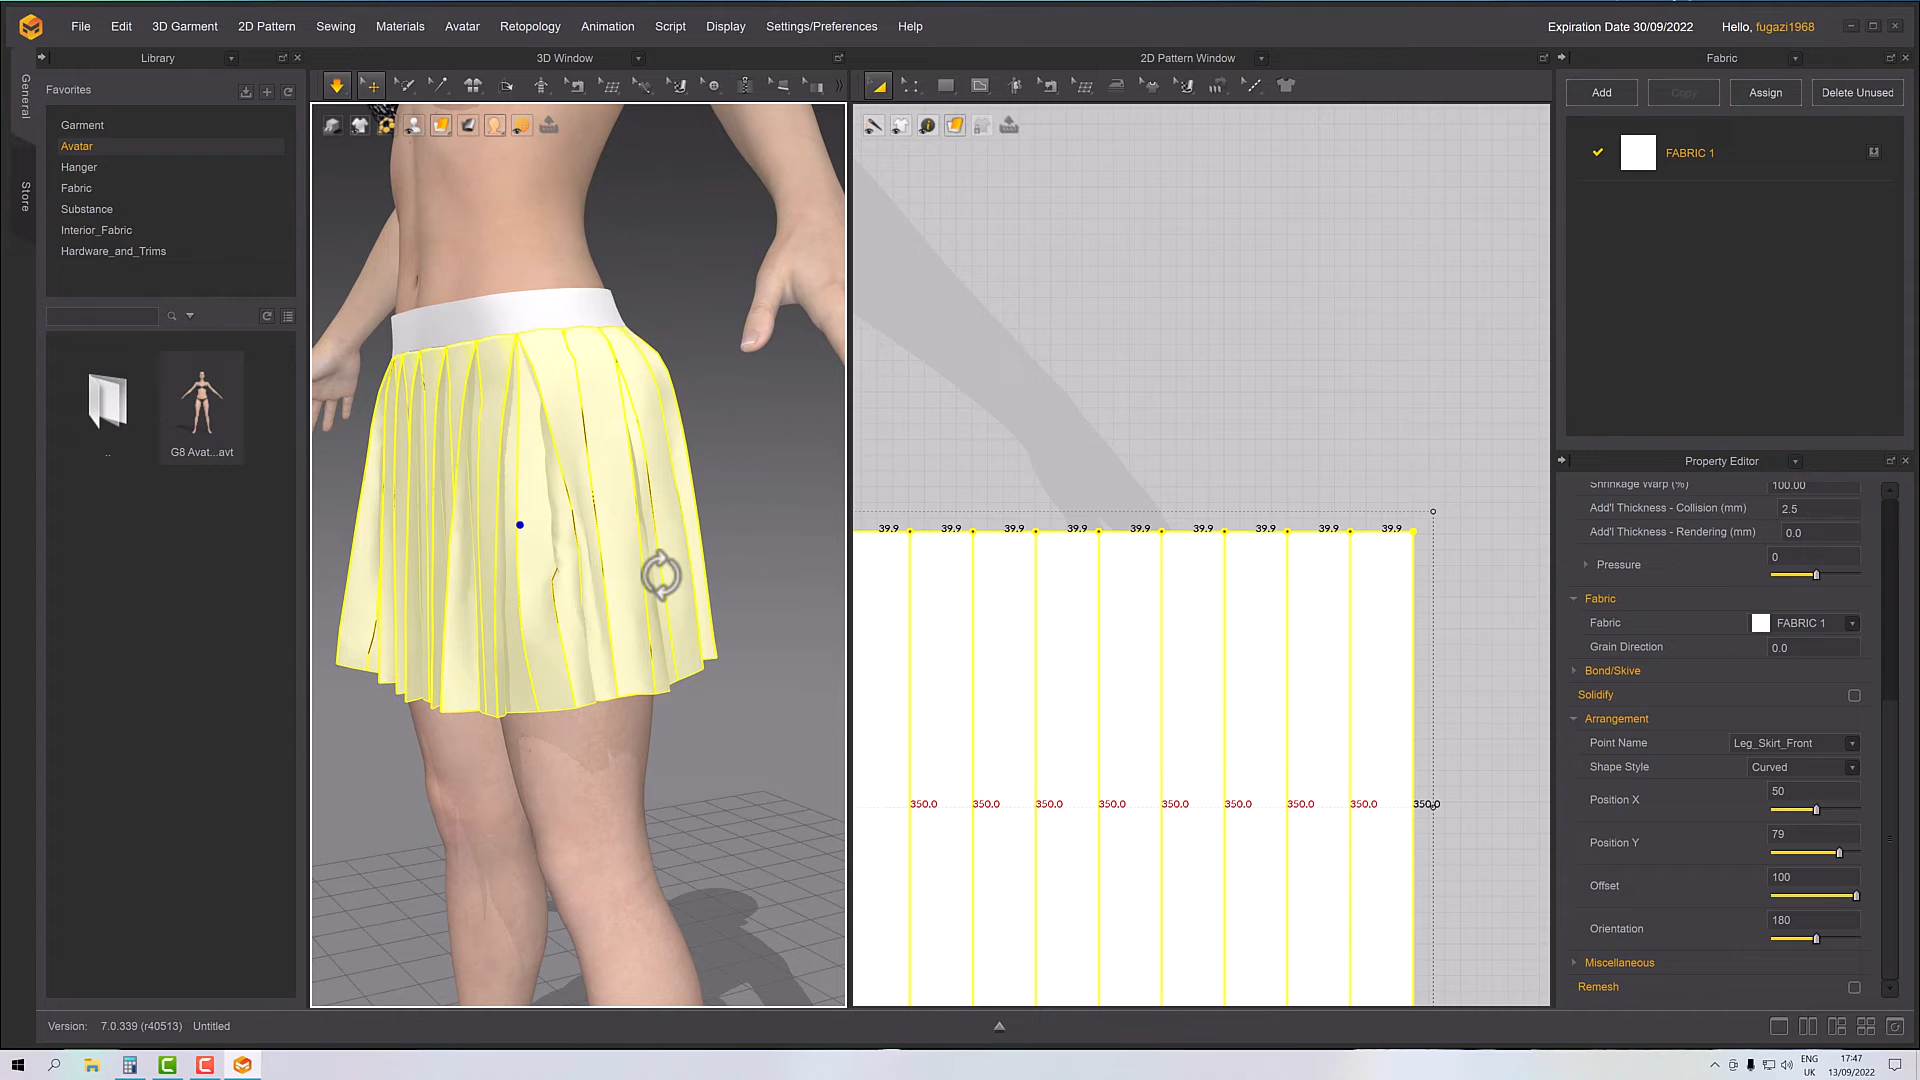 File Edit 3D Garment 2D Pattern Sewing Materials Avatar Retopology Animation Script Display Settings/Preferences Help
Expiration Date 30/09/2022 Hello, fugazi1968
Library
3D Window
2D Pattern Window
Fabric
General
Store
Favorites
Garment
Avatar
Hanger
Fabric
Substance
Interior_Fabric
Hardware_and_Trims
..
G8 Avat...avt
39.9 39.9 39.9 39.9 39.9 39.9 39.9 39.9 39.9
350.0 350.0 350.0 350.0 350.0 350.0 350.0 350.0 350.0
Add Copy Assign Delete Unused
FABRIC 1
Property Editor
Shrinkage Warp (%) 100.00
Add'l Thickness - Collision (mm) 2.5
Add'l Thickness - Rendering (mm) 0.0
Pressure 0
Fabric
Fabric FABRIC 1
Grain Direction 0.0
Bond/Skive
Solidify
Arrangement
Point Name Leg_Skirt_Front
Shape Style Curved
Position X 50
Position Y 79
Offset 100
Orientation 180
Miscellaneous
Remesh
Version: 7.0.339 (r40513) Untitled
ENG
UK
17:47
13/09/2022